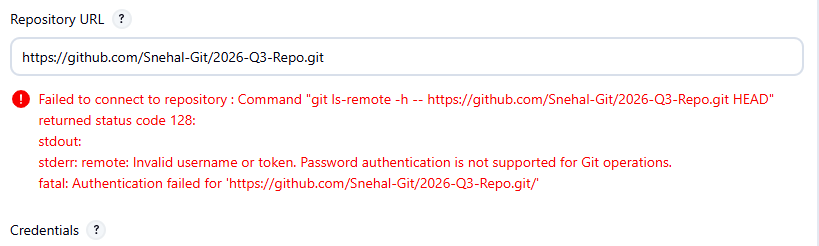 Repository URL ?
https://github.com/Snehal-Git/2026-Q3-Repo.git
Failed to connect to repository : Command "git ls-remote -h -- https://github.com/Snehal-Git/2026-Q3-Repo.git HEAD"
returned status code 128:
stdout:
stderr: remote: Invalid username or token. Password authentication is not supported for Git operations.
fatal: Authentication failed for 'https://github.com/Snehal-Git/2026-Q3-Repo.git/'
Credentials ?